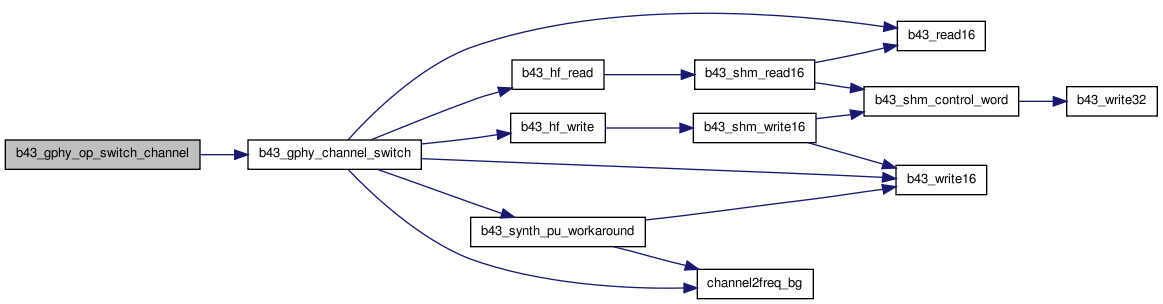 b43_gphy_op_switch_channel
b43_gphy_channel_switch
b43_read16
b43_hf_read
b43_shm_read16
b43_shm_control_word
b43_write32
b43_hf_write
b43_shm_write16
b43_write16
b43_synth_pu_workaround
channel2freq_bg